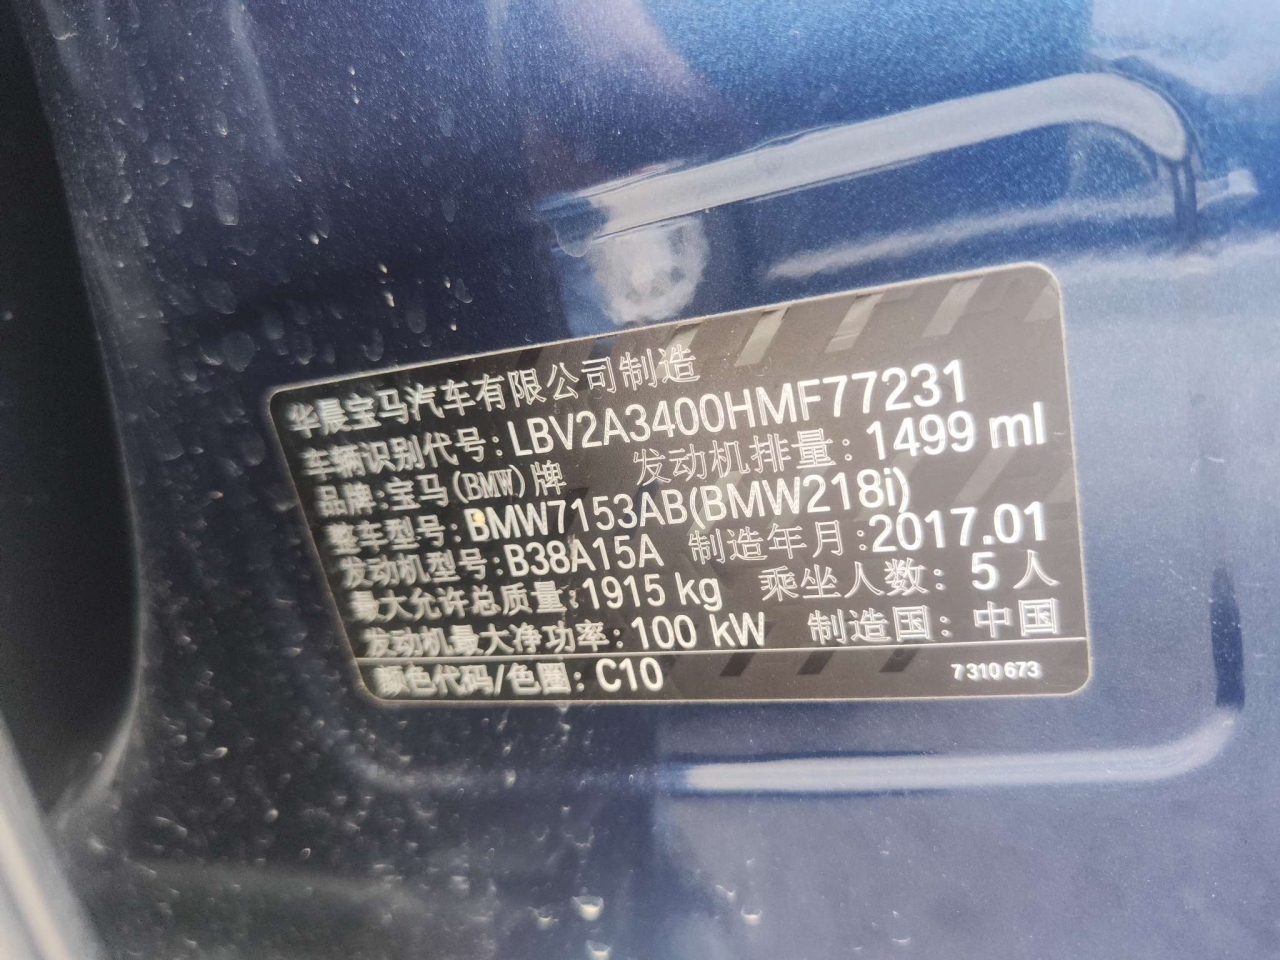 华晨宝马汽车有限公司制造
车辆识别代号:LBV2A3400HMF77231
品牌:宝马(BMW)牌 发动机排量:1499 ml
整车型号:BMW7153AB(BMW218i)
发动机型号:B38A15A 制造年月:2017.01
最大允许总质量:1915 kg 乘坐人数:5 人
发动机最大净功率:100 kW 制造国:中国
颜色代码/色圈:C10 7 310 673